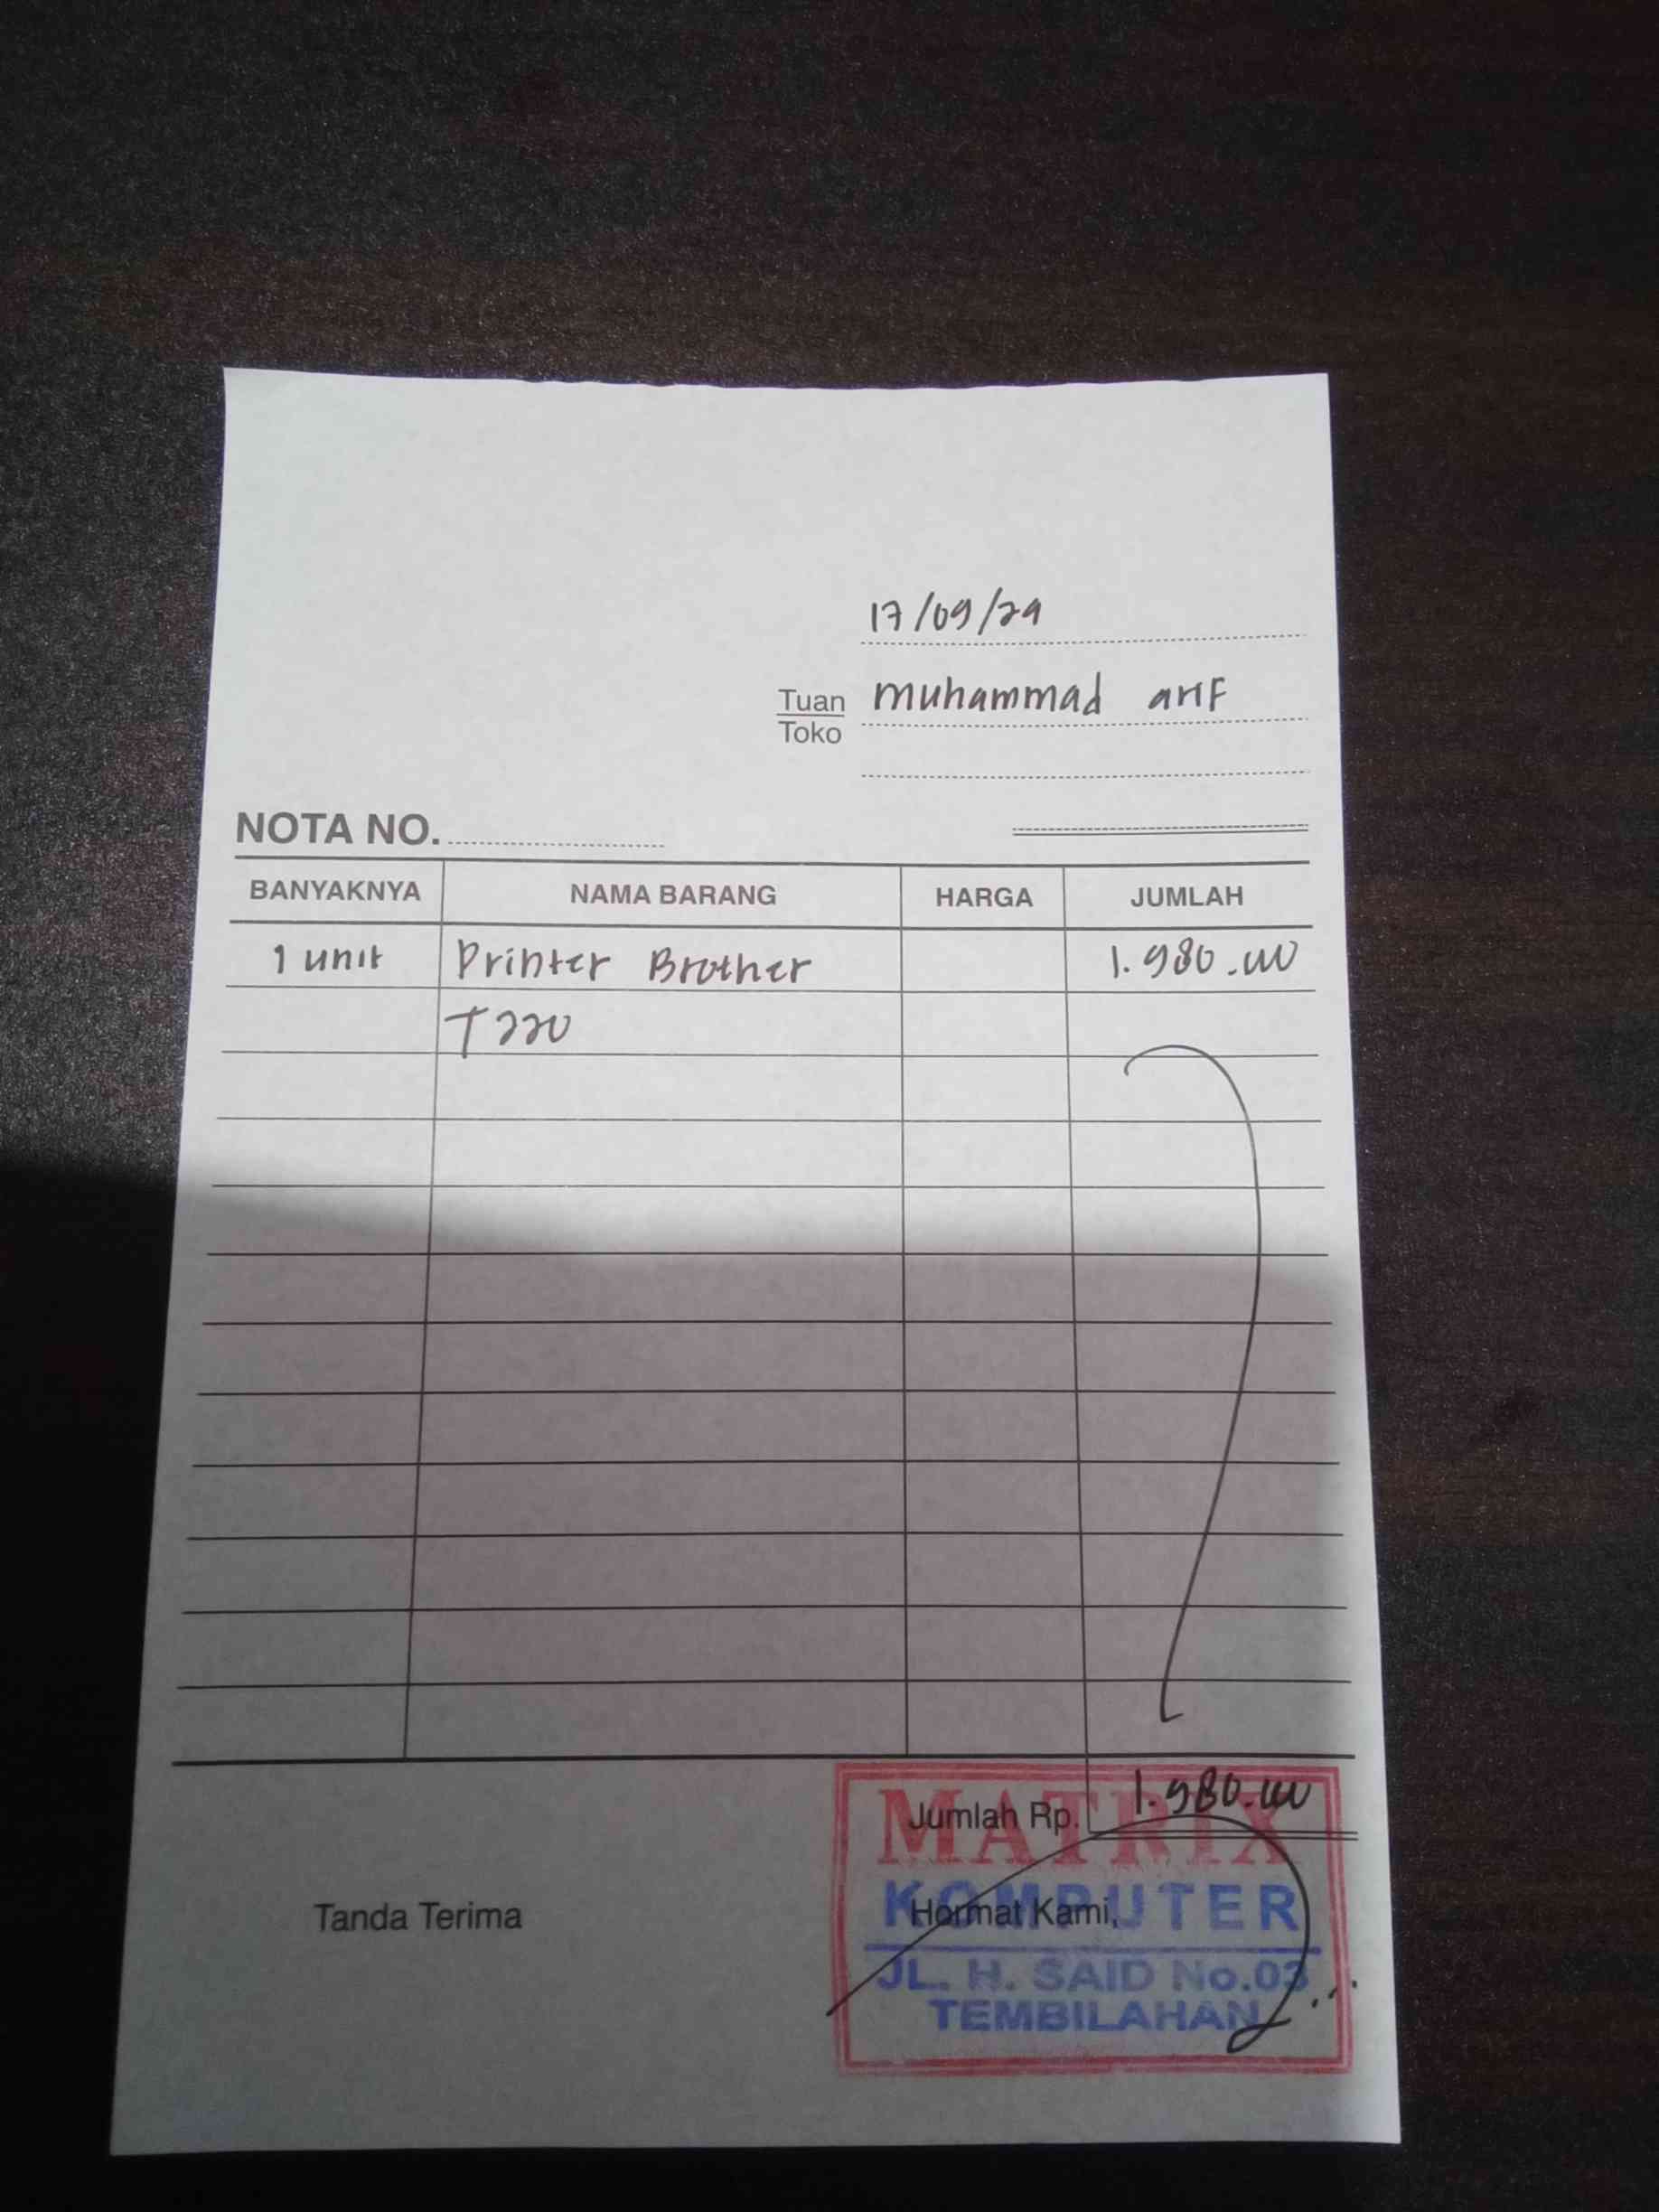 17/09/24
Tuan muhammad arif
Toko
NOTA NO.
BANYAKNYA NAMA BARANG HARGA JUMLAH
1 unit Printer Brother 1.980.000
T220
Jumlah Rp. 1.980.000
Tanda Terima Hormat Kami,
MATRIX
KOMPUTER
JL. H. SAID No.03
TEMBILAHAN